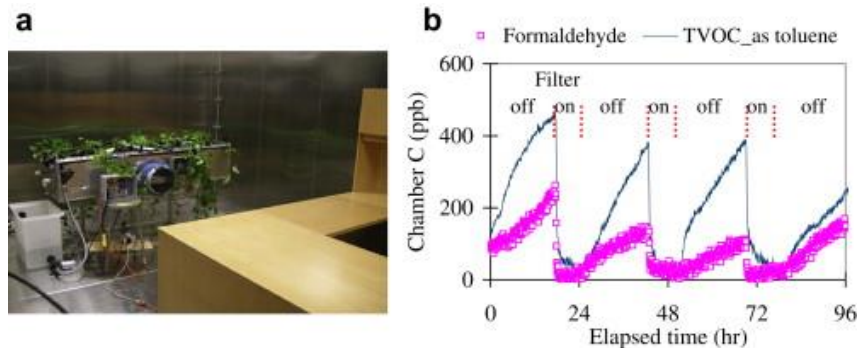 a
b
Formaldehyde TVOC_as toluene
600
400
200
0
Chamber C (ppb)
Filter
off on off on off on off
0 24 48 72 96
Elapsed time (hr)